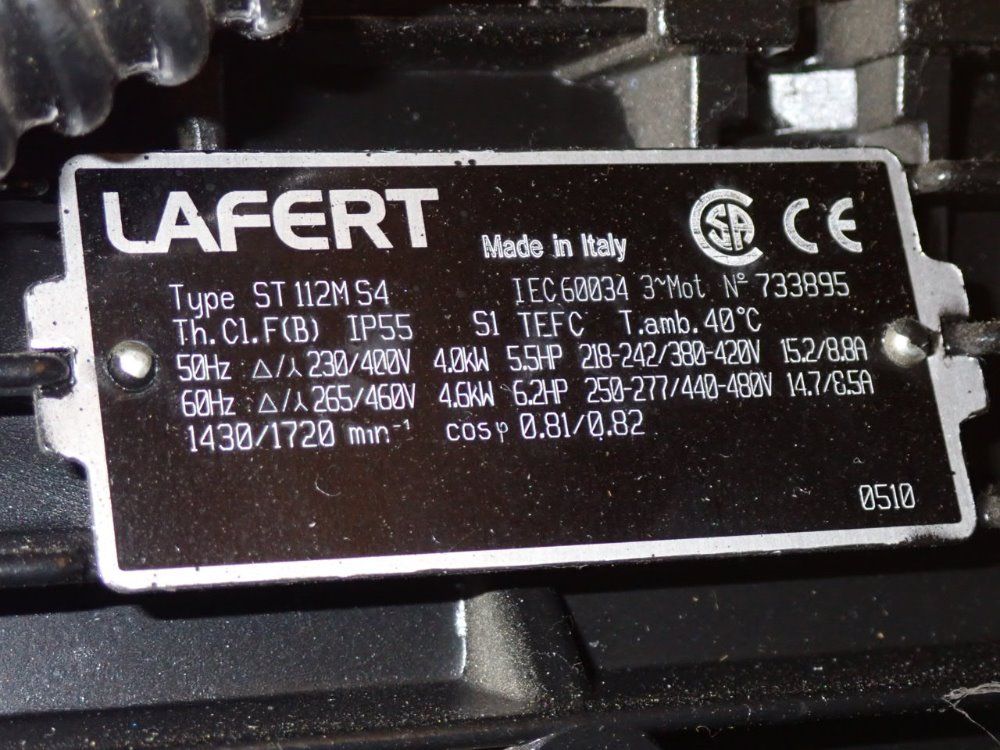 LAFERT
Made in Italy
CSA CE
Type ST 112M S4 IEC 60034 3~Mot Nº 733895
Th.Cl.F(B) IP55 S1 TEFC T.amb. 40°C
50Hz △/⅄ 230/400V 4.0kW 5.5HP 218-242/380-420V 15.2/8.8A
60Hz △/⅄ 265/460V 4.6kW 6.2HP 250-277/440-480V 14.7/8.5A
1430/1720 min⁻¹ cosφ 0.81/0.82
0510